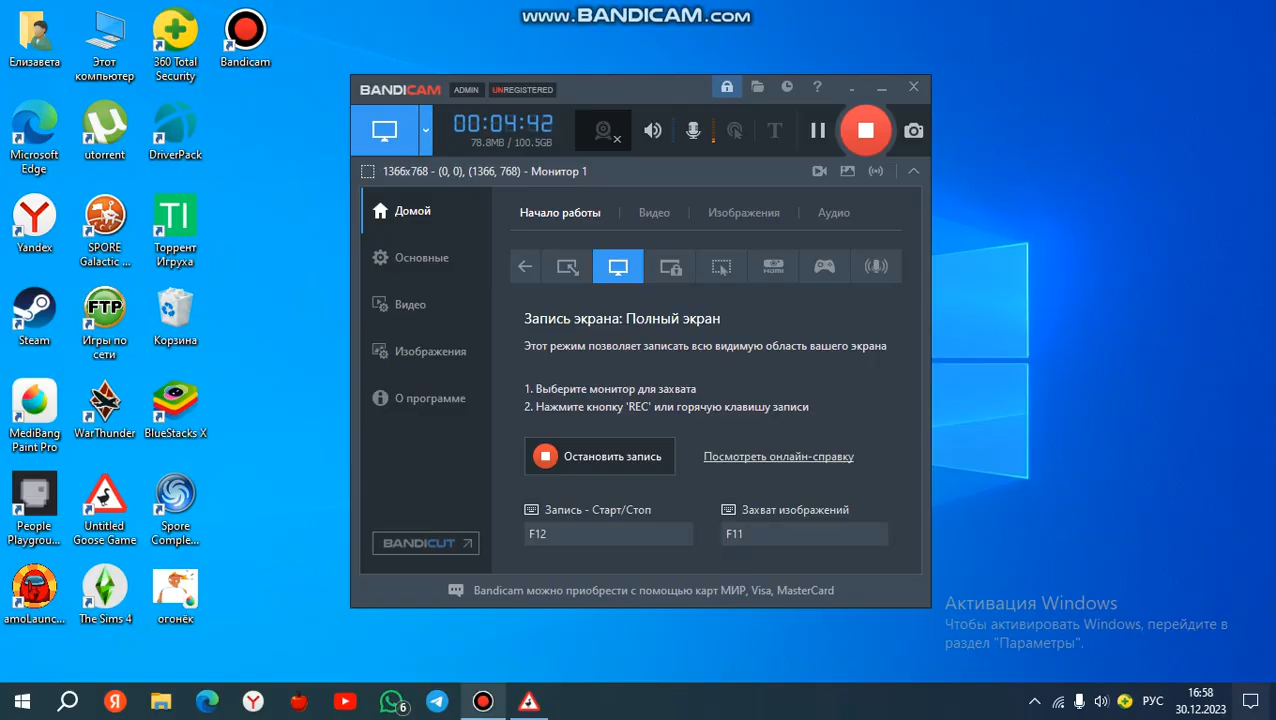 www.BANDICAM.com
Елизавета
Этот
компьютер
360 Total
Security
Bandicam
Microsoft
Edge
utorrent
DriverPack
Yandex
SPORE
Galactic ...
TI
Торрент
Игруха
Steam
FTP
Игры по
сети
Корзина
MediBang
Paint Pro
WarThunder
BlueStacks X
People
Playgrou...
Untitled
Goose Game
Spore
Comple...
amoLaunc...
The Sims 4
огонёк
BANDICAM
ADMIN
UNREGISTERED
00:04:42
78.8MB / 100.5GB
1366x768 - (0, 0), (1366, 768) - Монитор 1
Домой
Основные
Видео
Изображения
О программе
BANDICUT
Начало работы
Видео
Изображения
Аудио
HDMI
Запись экрана: Полный экран
Этот режим позволяет записать всю видимую область вашего экрана
1. Выберите монитор для захвата
2. Нажмите кнопку 'REC' или горячую клавишу записи
Остановить запись
Посмотреть онлайн-справку
Запись - Старт/Стоп
Захват изображений
F12
F11
Bandicam можно приобрести с помощью карт МИР, Visa, MasterCard
Активация Windows
Чтобы активировать Windows, перейдите в
раздел "Параметры".
6
РУС
16:58
30.12.2023